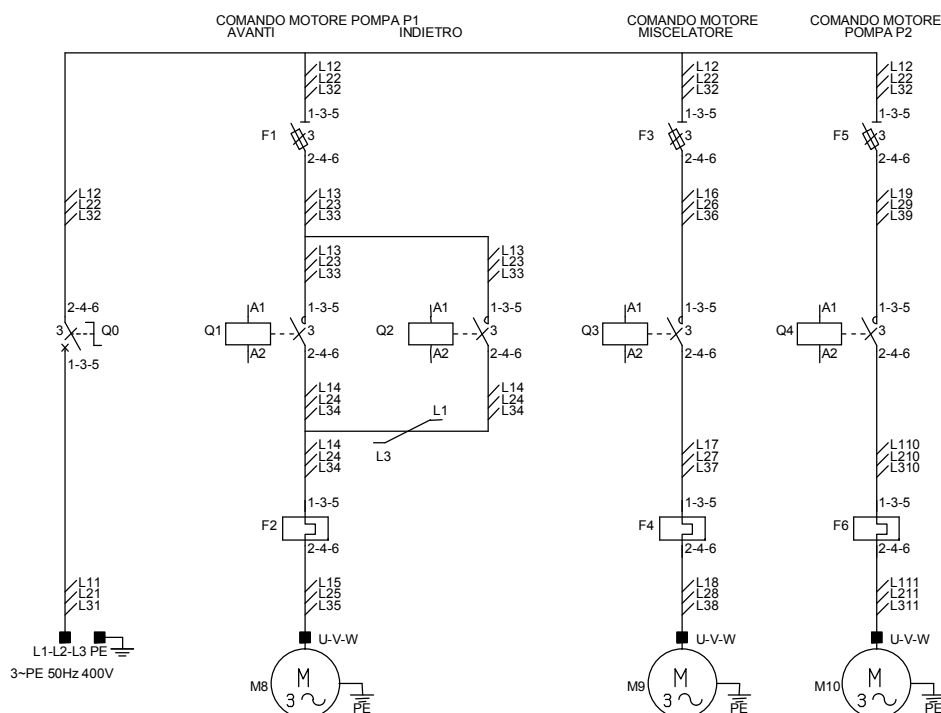 COMANDO MOTORE POMPA P1
AVANTI INDIETRO
COMANDO MOTORE
MISCELATORE
COMANDO MOTORE
POMPA P2
L12
L22
L32
L12
L22
L32
L12
L22
L32
1-3-5
F1
3
2-4-6
1-3-5
F3
3
2-4-6
1-3-5
F5
3
2-4-6
L12
L22
L32
L13
L23
L33
L16
L26
L36
L19
L29
L39
L13
L23
L33
L13
L23
L33
2-4-6
3
Q0
1-3-5
A1
Q1
A2
1-3-5
3
2-4-6
A1
Q2
A2
1-3-5
3
2-4-6
A1
Q3
A2
1-3-5
3
2-4-6
A1
Q4
A2
1-3-5
3
2-4-6
L14
L24
L34
L14
L24
L34
L1
L3
L14
L24
L34
L17
L27
L37
L110
L210
L310
1-3-5
F2
2-4-6
1-3-5
F4
2-4-6
1-3-5
F6
2-4-6
L11
L21
L31
L15
L25
L35
L18
L28
L38
L111
L211
L311
L1-L2-L3 PE
3~PE 50Hz 400V
U-V-W
M8
M
3
PE
U-V-W
M9
M
3
PE
U-V-W
M10
M
3
PE